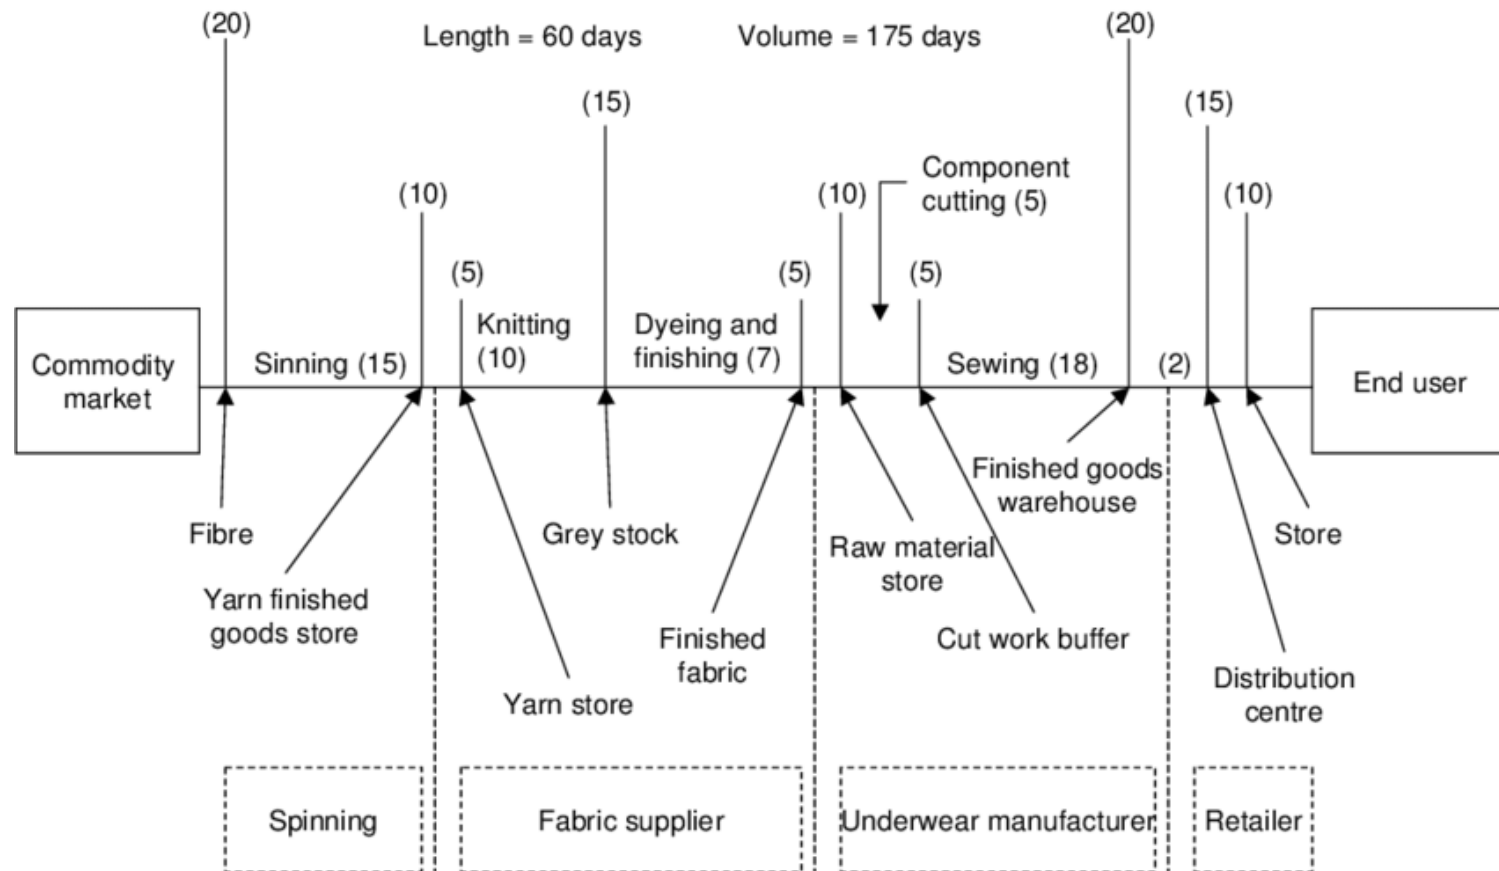 (20)
Length = 60 days
Volume = 175 days
(20)
(15)
(15)
Component
cutting (5)
(10)
(10)
(10)
(5)
(5)
(5)
Commodity
market
Sinning (15)
Knitting
(10)
Dyeing and
finishing (7)
Sewing (18)
(2)
End user
Fibre
Yarn finished
goods store
Yarn store
Grey stock
Finished
fabric
Raw material
store
Cut work buffer
Finished goods
warehouse
Distribution
centre
Store
Spinning
Fabric supplier
Underwear manufacturer
Retailer